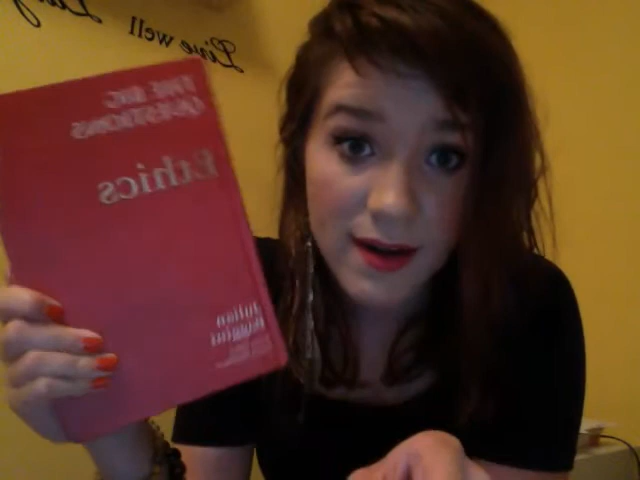 Live well
THE BIG
QUESTIONS
Ethics
Julian
Baggini